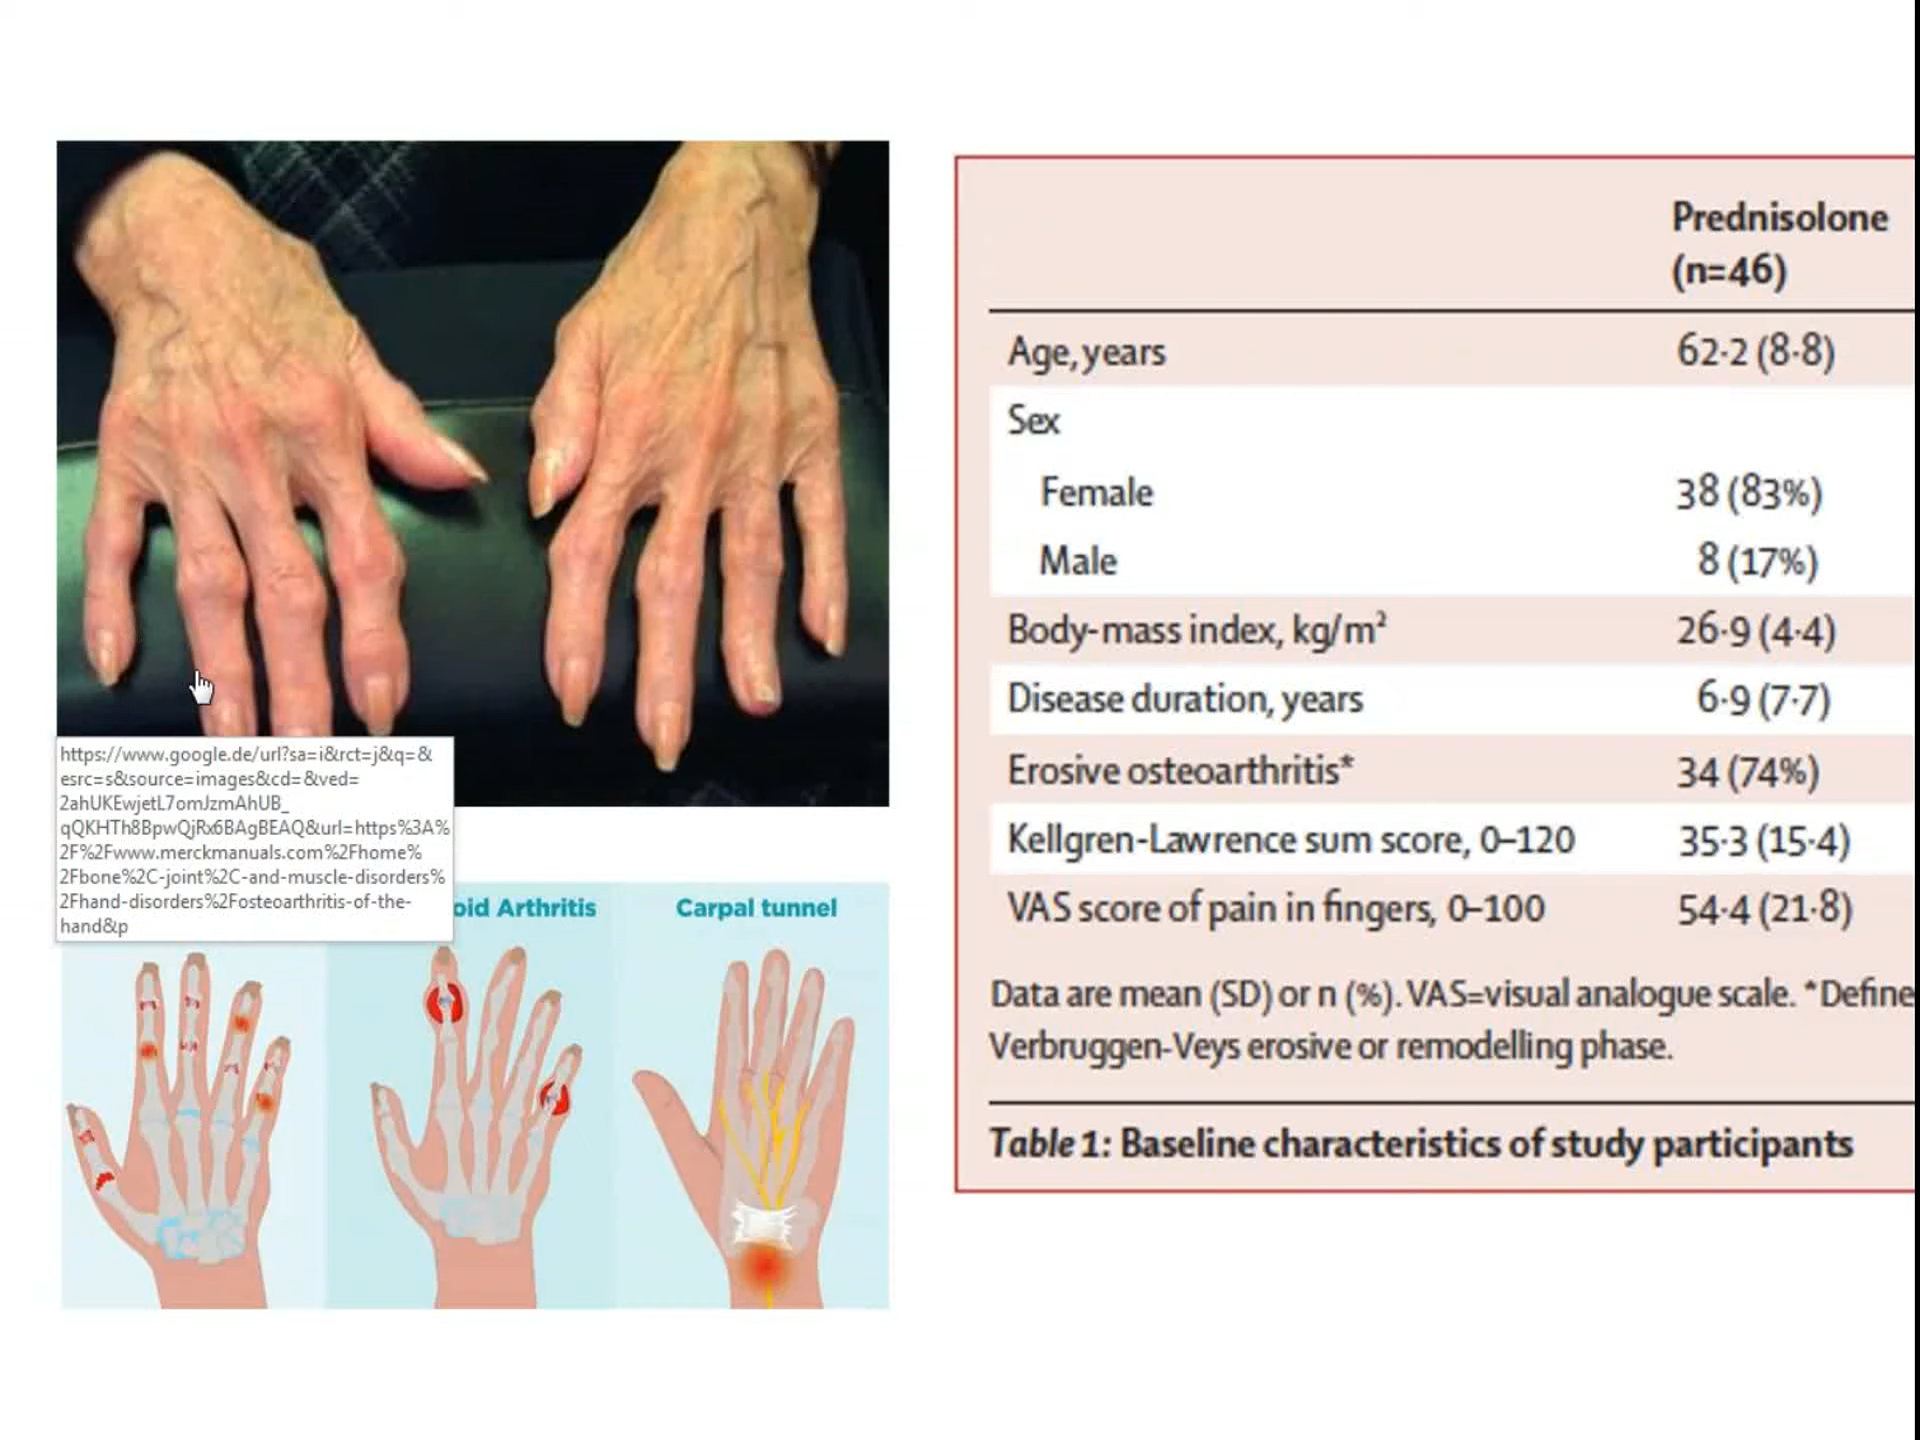 https://www.google.de/url?sa=i&rct=j&q=&
esrc=s&source=images&cd=&ved=
2ahUKEwjetL7omJzmAhUB_
qQKHTh8BpwQjRx6BAgBEAQ&url=https%3A%
2F%2Fwww.merckmanuals.com%2Fhome%
2Fbone%2C-joint%2C-and-muscle-disorders%
2Fhand-disorders%2Fosteoarthritis-of-the-
hand&p
oid Arthritis
Carpal tunnel
Prednisolone
(n=46)
Age, years 62·2 (8·8)
Sex
Female 38 (83%)
Male 8 (17%)
Body-mass index, kg/m² 26·9 (4·4)
Disease duration, years 6·9 (7·7)
Erosive osteoarthritis* 34 (74%)
Kellgren-Lawrence sum score, 0–120 35·3 (15·4)
VAS score of pain in fingers, 0–100 54·4 (21·8)
Data are mean (SD) or n (%). VAS=visual analogue scale. *Define
Verbruggen-Veys erosive or remodelling phase.
Table 1: Baseline characteristics of study participants